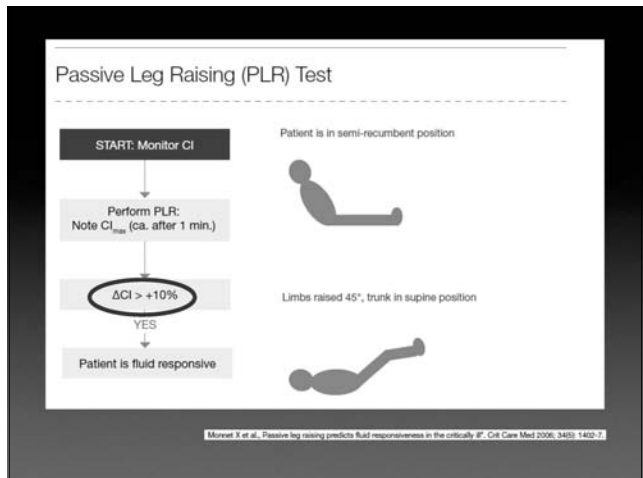 Passive Leg Raising (PLR) Test
START: Monitor CI
Perform PLR:
Note CImax (ca. after 1 min.)
ΔCI > +10%
YES
Patient is fluid responsive
Patient is in semi-recumbent position
Limbs raised 45°, trunk in supine position
Monnet X et al., Passive leg raising predicts fluid responsiveness in the critically ill". Crit Care Med 2006; 34(5): 1402-7.